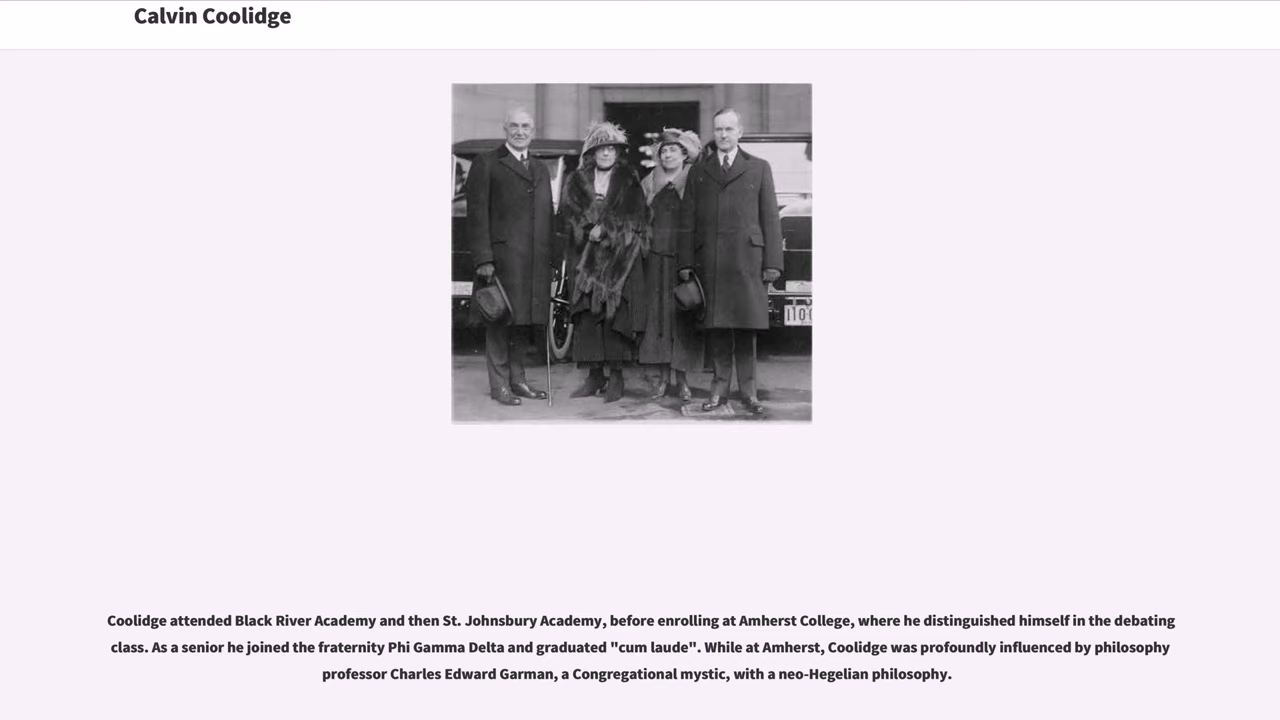 Calvin Coolidge
Coolidge attended Black River Academy and then St. Johnsbury Academy, before enrolling at Amherst College, where he distinguished himself in the debating
class. As a senior he joined the fraternity Phi Gamma Delta and graduated "cum laude". While at Amherst, Coolidge was profoundly influenced by philosophy
professor Charles Edward Garman, a Congregational mystic, with a neo-Hegelian philosophy.